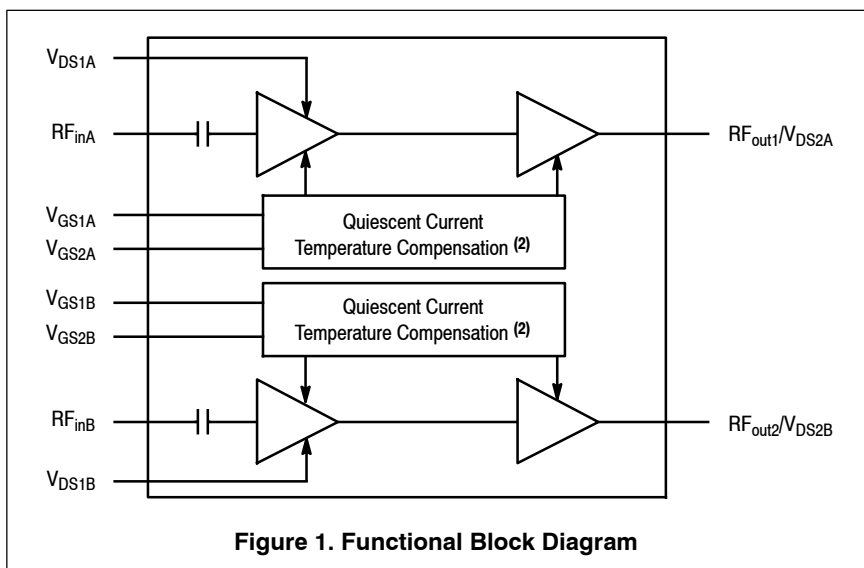 V_DS1A
RF_inA
RF_out1/V_DS2A
V_GS1A
V_GS2A
Quiescent Current
Temperature Compensation (2)
V_GS1B
V_GS2B
Quiescent Current
Temperature Compensation (2)
RF_inB
RF_out2/V_DS2B
V_DS1B
Figure 1. Functional Block Diagram